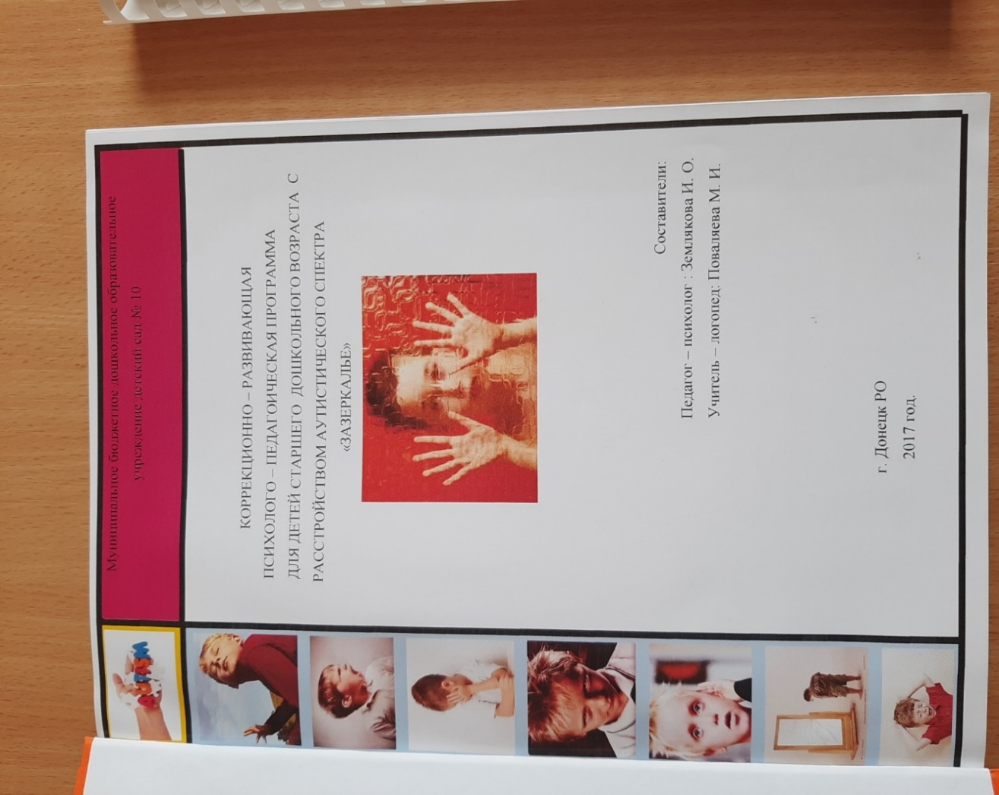 Муниципальное бюджетное дошкольное образовательное
учреждение детский сад № 10
AUTISM
КОРРЕКЦИОННО – РАЗВИВАЮЩАЯ
ПСИХОЛОГО – ПЕДАГОИЧЕСКАЯ ПРОГРАММА
ДЛЯ ДЕТЕЙ СТАРШЕГО ДОШКОЛЬНОГО ВОЗРАСТА С
РАССТРОЙСТВОМ АУТИСТИЧЕСКОГО СПЕКТРА
«ЗАЗЕРКАЛЬЕ»
Составители:
Педагог – психолог : Землякова И. О.
Учитель – логопед: Поваляева М. И.
г. Донецк РО
2017 год.